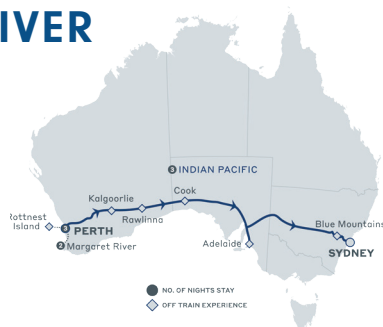 IVER
3 INDIAN PACIFIC
Cook
Kalgoorlie
Rawlinna
Rottnest
Island
3 PERTH
2 Margaret River
Adelaide
Blue Mountains
SYDNEY
NO. OF NIGHTS STAY
OFF TRAIN EXPERIENCE